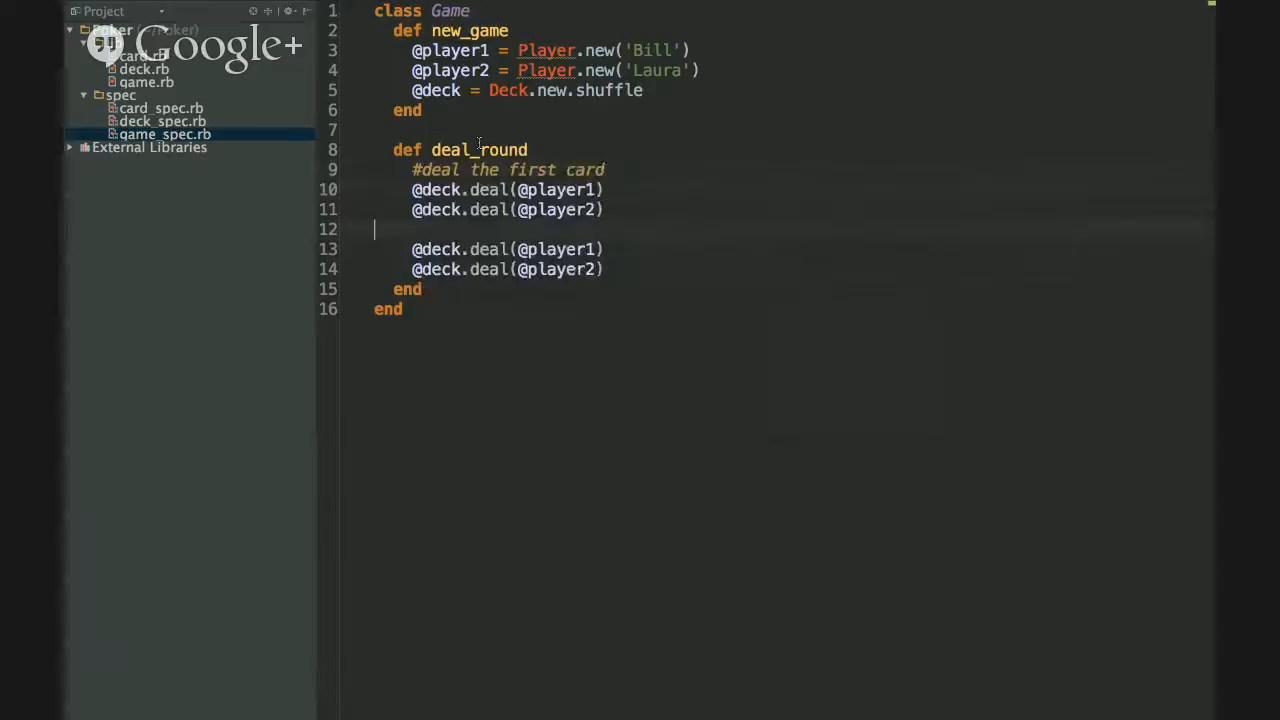 Project
Poker (~/Poker)
lib
Google+
card.rb
deck.rb
game.rb
spec
card_spec.rb
deck_spec.rb
game_spec.rb
External Libraries
1 class Game
2 def new_game
3 @player1 = Player.new('Bill')
4 @player2 = Player.new('Laura')
5 @deck = Deck.new.shuffle
6 end
7
8 def deal_round
9 #deal the first card
10 @deck.deal(@player1)
11 @deck.deal(@player2)
12
13 @deck.deal(@player1)
14 @deck.deal(@player2)
15 end
16 end